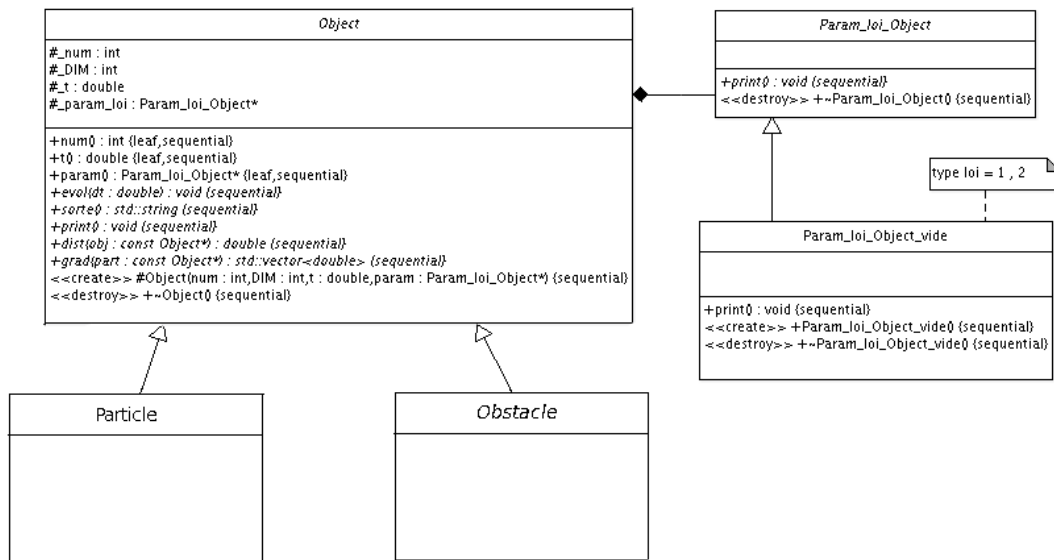 Object
#_num : int
#_DIM : int
#_t : double
#_param_loi : Param_loi_Object*
+num() : int {leaf,sequential}
+t() : double {leaf,sequential}
+param() : Param_loi_Object* {leaf,sequential}
+evol(dt : double) : void {sequential}
+sorte() : std::string {sequential}
+print() : void {sequential}
+dist(obj : const Object*) : double {sequential}
+grad(part : const Object*) : std::vector<double> {sequential}
<<create>> #Object(num : int,DIM : int,t : double,param : Param_loi_Object*) {sequential}
<<destroy>> +~Object() {sequential}
Param_loi_Object
+print() : void {sequential}
<<destroy>> +~Param_loi_Object() {sequential}
type loi = 1 , 2
Param_loi_Object_vide
+print() : void {sequential}
<<create>> +Param_loi_Object_vide() {sequential}
<<destroy>> +~Param_loi_Object_vide() {sequential}
Particle
Obstacle